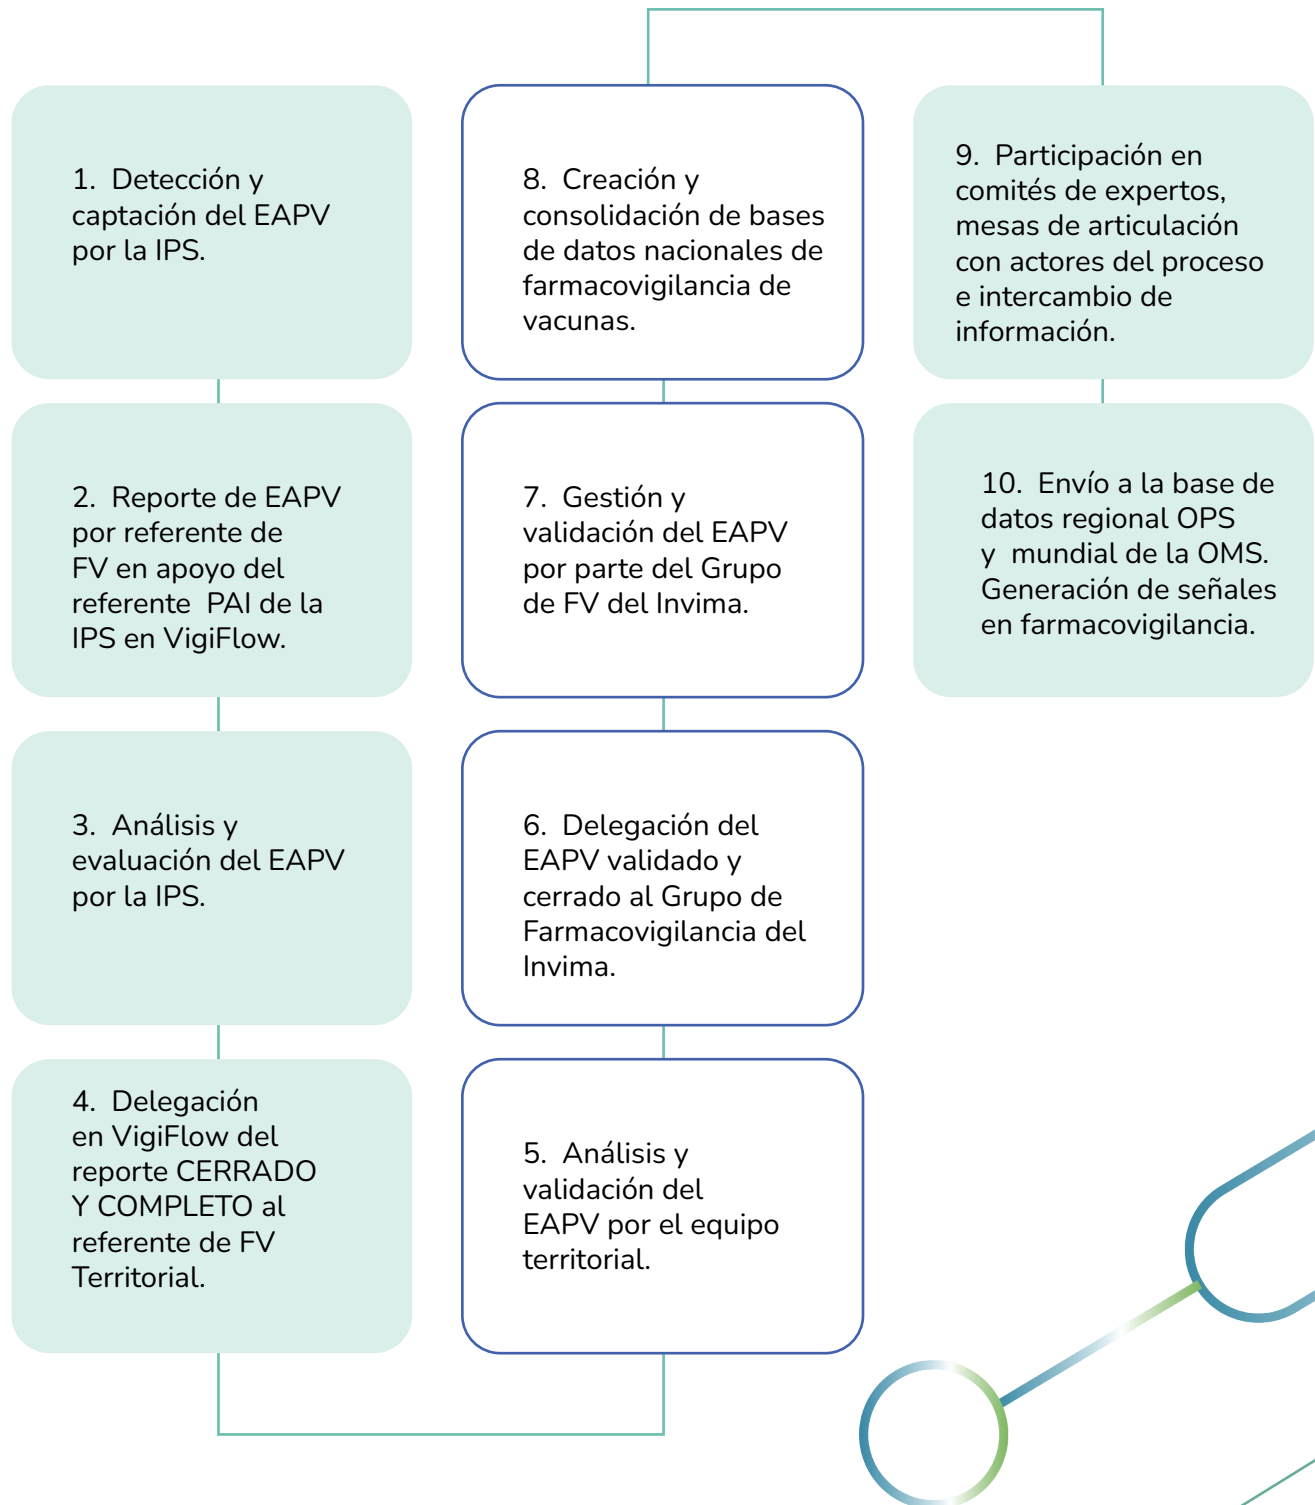 1. Detección y
captación del EAPV
por la IPS.
2. Reporte de EAPV
por referente de
FV en apoyo del
referente PAI de la
IPS en VigiFlow.
3. Análisis y
evaluación del EAPV
por la IPS.
4. Delegación
en VigiFlow del
reporte CERRADO
Y COMPLETO al
referente de FV
Territorial.
5. Análisis y
validación del
EAPV por el equipo
territorial.
6. Delegación del
EAPV validado y
cerrado al Grupo de
Farmacovigilancia del
Invima.
7. Gestión y
validación del EAPV
por parte del Grupo
de FV del Invima.
8. Creación y
consolidación de bases
de datos nacionales de
farmacovigilancia de
vacunas.
9. Participación en
comités de expertos,
mesas de articulación
con actores del proceso
e intercambio de
información.
10. Envío a la base de
datos regional OPS
y mundial de la OMS.
Generación de señales
en farmacovigilancia.